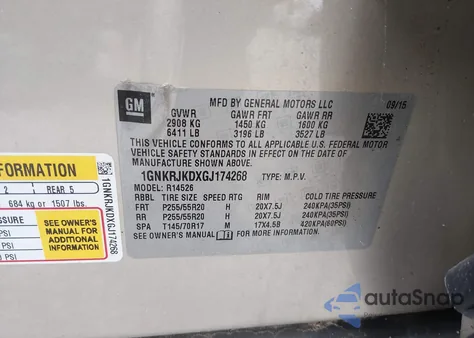 GM
MFD BY GENERAL MOTORS LLC 09/15
GVWR GAWR FRT GAWR RR
2908 KG 1450 KG 1600 KG
6411 LB 3196 LB 3527 LB
THIS VEHICLE CONFORMS TO ALL APPLICABLE U.S. FEDERAL MOTOR
VEHICLE SAFETY STANDARDS IN EFFECT ON THE DATE OF
MANUFACTURE SHOWN ABOVE.
1GNKRJKDXGJ174268 TYPE: M.P.V.
MODEL: R14526
RBBL TIRE SIZE SPEED RTG RIM COLD TIRE PRESSURE
FRT P255/55R20 H 20X7.5J 240KPA(35PSI)
RR P255/55R20 H 20X7.5J 240KPA(35PSI)
SPA T145/70R17 M 17X4.5B 420KPA(60PSI)
SEE OWNER'S MANUAL FOR MORE INFORMATION.
FORMATION
2 REAR 5
684 kg or 1507 lbs.
PRESSURE
PSI
PSI
PSI
SEE OWNER'S
MANUAL FOR
ADDITIONAL
INFORMATION
1GNKRJKDXGJ174268
autoSnap